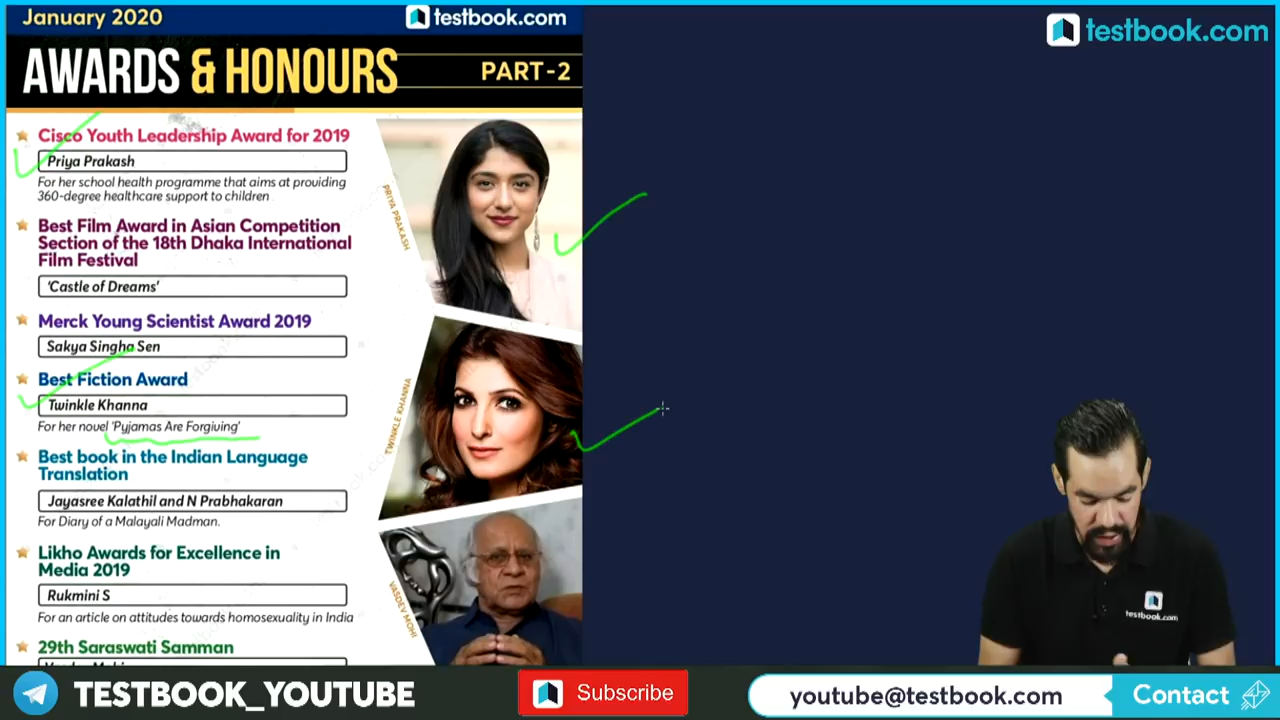 January 2020
testbook.com
testbook.com
AWARDS & HONOURS
PART-2
Cisco Youth Leadership Award for 2019
Priya Prakash
For her school health programme that aims at providing
360-degree healthcare support to children
PRIYA PRAKASH
Best Film Award in Asian Competition
Section of the 18th Dhaka International
Film Festival
'Castle of Dreams'
Merck Young Scientist Award 2019
Sakya Singha Sen
Best Fiction Award
Twinkle Khanna
For her novel 'Pyjamas Are Forgiving'
TWINKLE KHANNA
Best book in the Indian Language
Translation
Jayasree Kalathil and N Prabhakaran
For Diary of a Malayali Madman.
Likho Awards for Excellence in
Media 2019
Rukmini S
For an article on attitudes towards homosexuality in India
VASDEV MOHI
29th Saraswati Samman
testbook.com
TESTBOOK_YOUTUBE
Subscribe
youtube@testbook.com
Contact